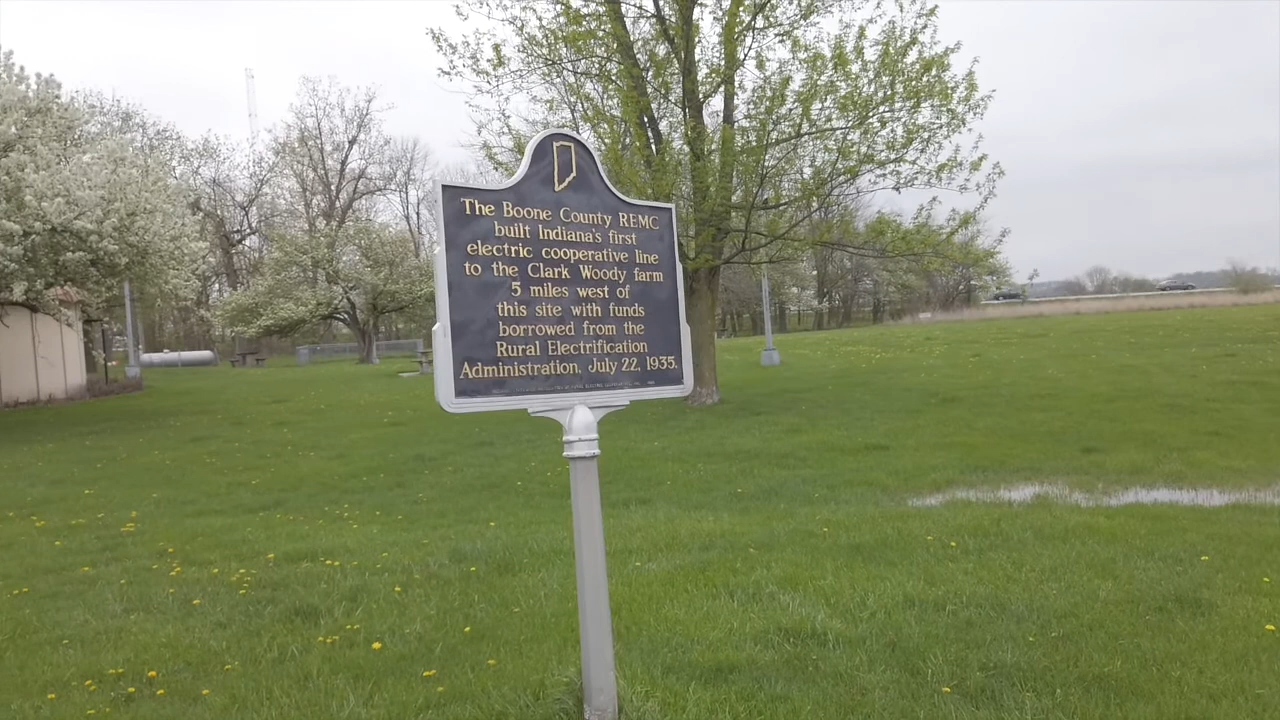 The Boone County REMC
built Indiana's first
electric cooperative line
to the Clark Woody farm
5 miles west of
this site with funds
borrowed from the
Rural Electrification
Administration, July 22, 1935.